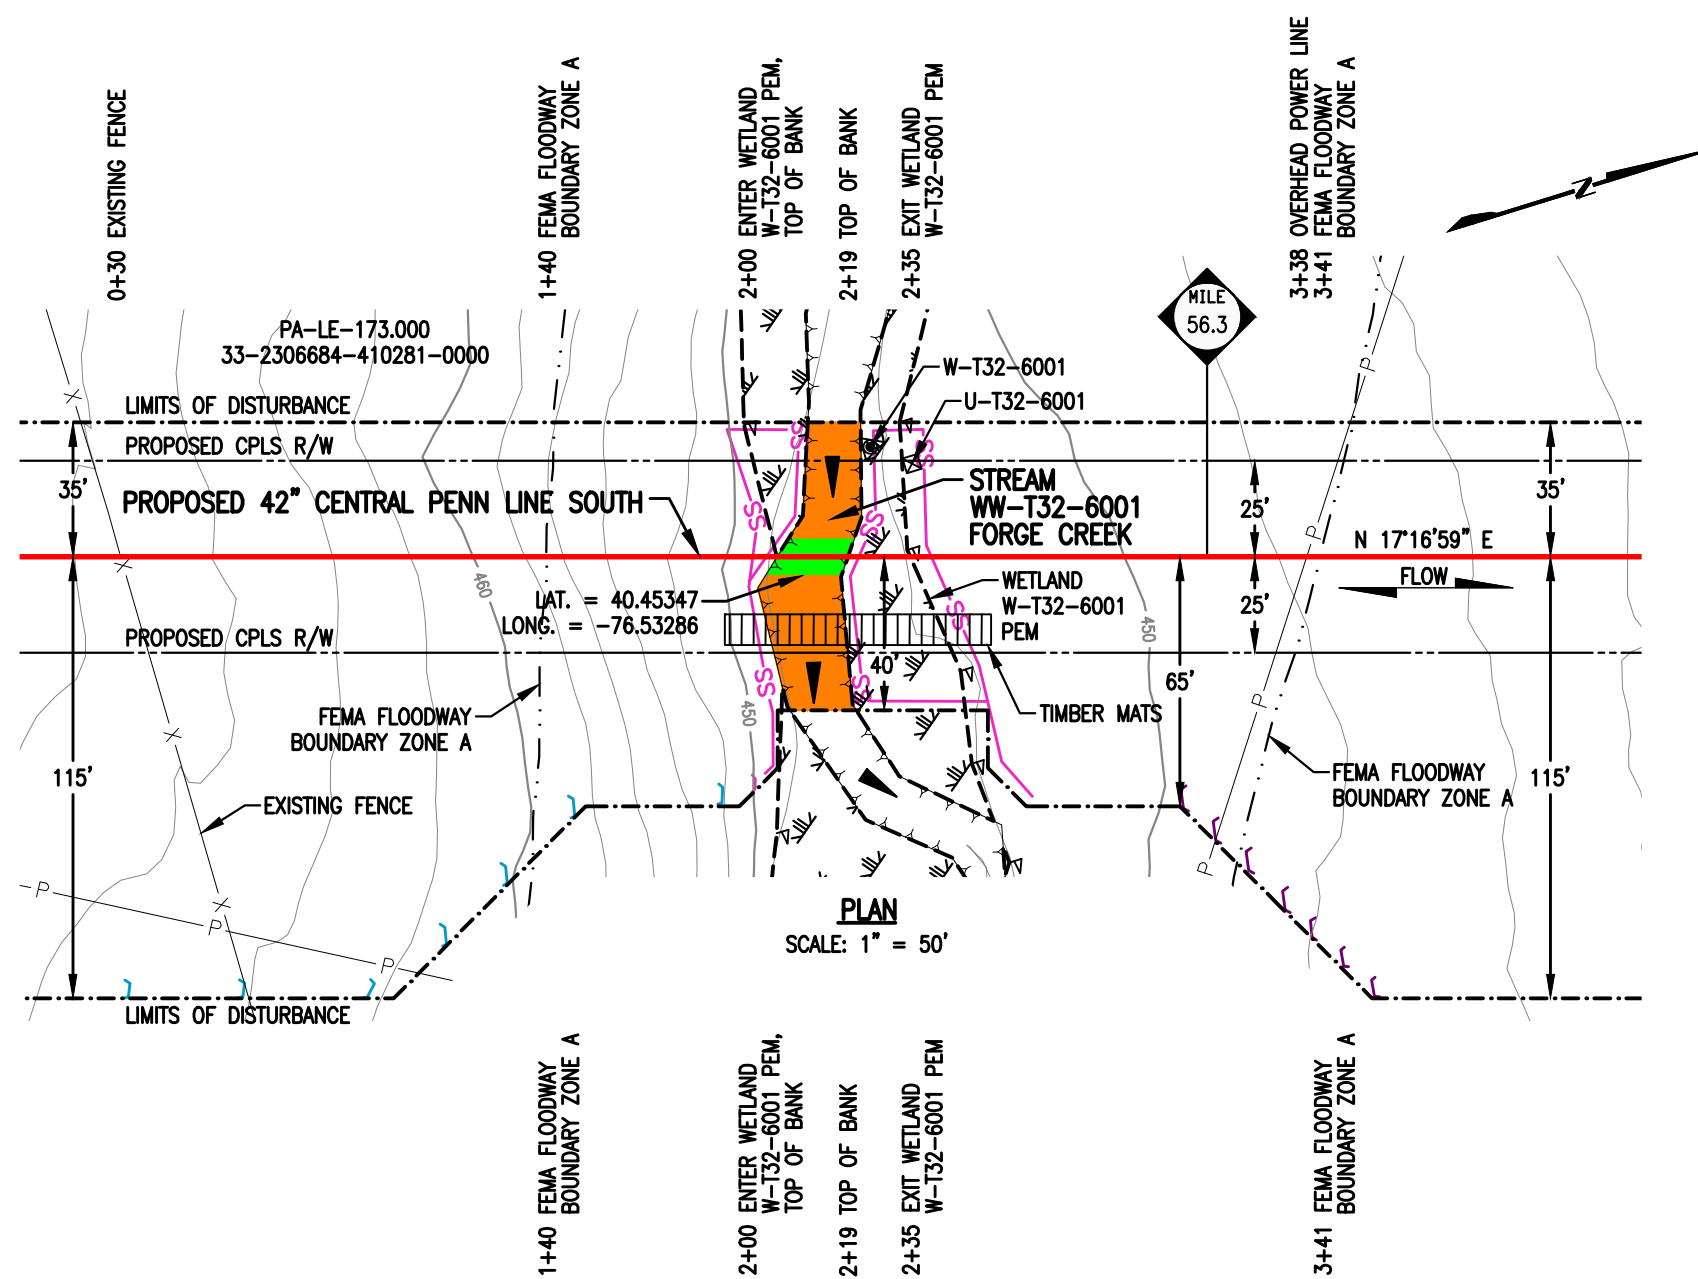 0+30 EXISTING FENCE
1+40 FEMA FLOODWAY
BOUNDARY ZONE A
2+00 ENTER WETLAND
W-T32-6001 PEM,
TOP OF BANK
2+19 TOP OF BANK
2+35 EXIT WETLAND
W-T32-6001 PEM
3+38 OVERHEAD POWER LINE
3+41 FEMA FLOODWAY
BOUNDARY ZONE A
N
MILE
56.3
PA-LE-173.000
33-2306684-410281-0000
W-T32-6001
U-T32-6001
LIMITS OF DISTURBANCE
PROPOSED CPLS R/W
35'
PROPOSED 42" CENTRAL PENN LINE SOUTH
STREAM
WW-T32-6001
FORGE CREEK
25'
35'
N 17°16'59" E
FLOW
460
LAT. = 40.45347
LONG. = -76.53286
WETLAND
W-T32-6001
PEM
450
25'
PROPOSED CPLS R/W
40'
65'
450
TIMBER MATS
FEMA FLOODWAY
BOUNDARY ZONE A
115'
EXISTING FENCE
FEMA FLOODWAY
BOUNDARY ZONE A
115'
X
X
X
X
X
P
P
P
P
P
P
P
SS
SS
SS
SS
SS
SS
SS
PLAN
SCALE: 1" = 50'
LIMITS OF DISTURBANCE
1+40 FEMA FLOODWAY
BOUNDARY ZONE A
2+00 ENTER WETLAND
W-T32-6001 PEM,
TOP OF BANK
2+19 TOP OF BANK
2+35 EXIT WETLAND
W-T32-6001 PEM
3+41 FEMA FLOODWAY
BOUNDARY ZONE A